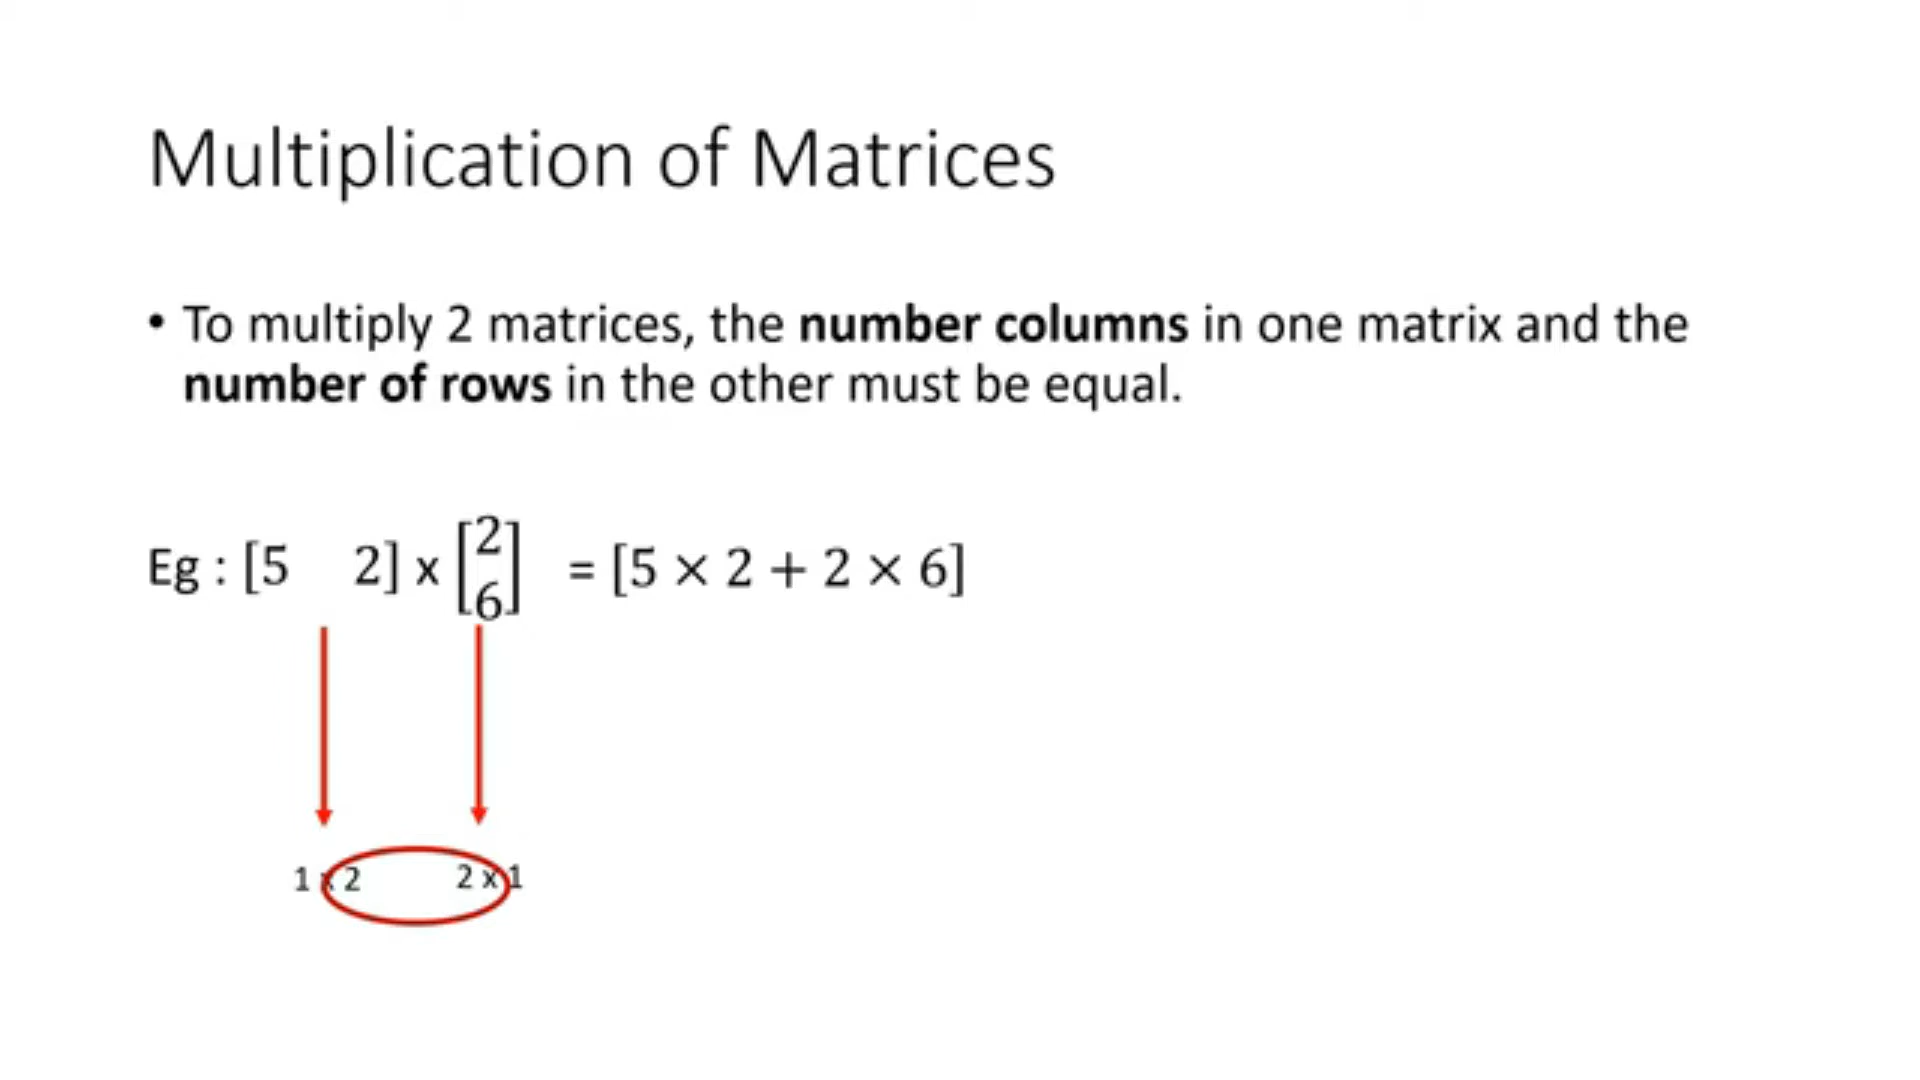 Multiplication of Matrices
• To multiply 2 matrices, the number columns in one matrix and the
number of rows in the other must be equal.
Eg : [5 2] x [2 6] = [5 × 2 + 2 × 6]
1 x 2 2 x 1